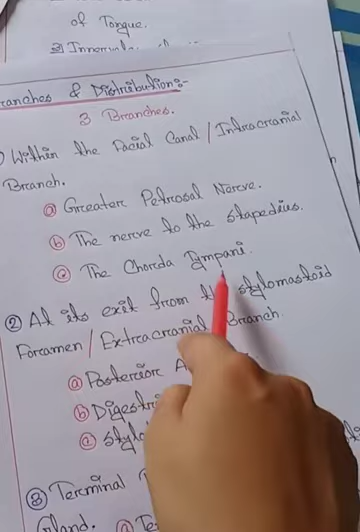 of Tongue.
Branches & Distribution:-
3 Branches.
Within the Facial Canal / Intracranial
Branch.
ⓐ Greater Petrosal Nerve.
ⓑ The nerve to the stapedius.
ⓒ The Chorda Tympani.
② At its exit from the stylomastoid
Foramen / Extracranial Branch.
ⓐ Posterior
ⓑ
ⓒ
③ Terminal
Gland. ⓐ